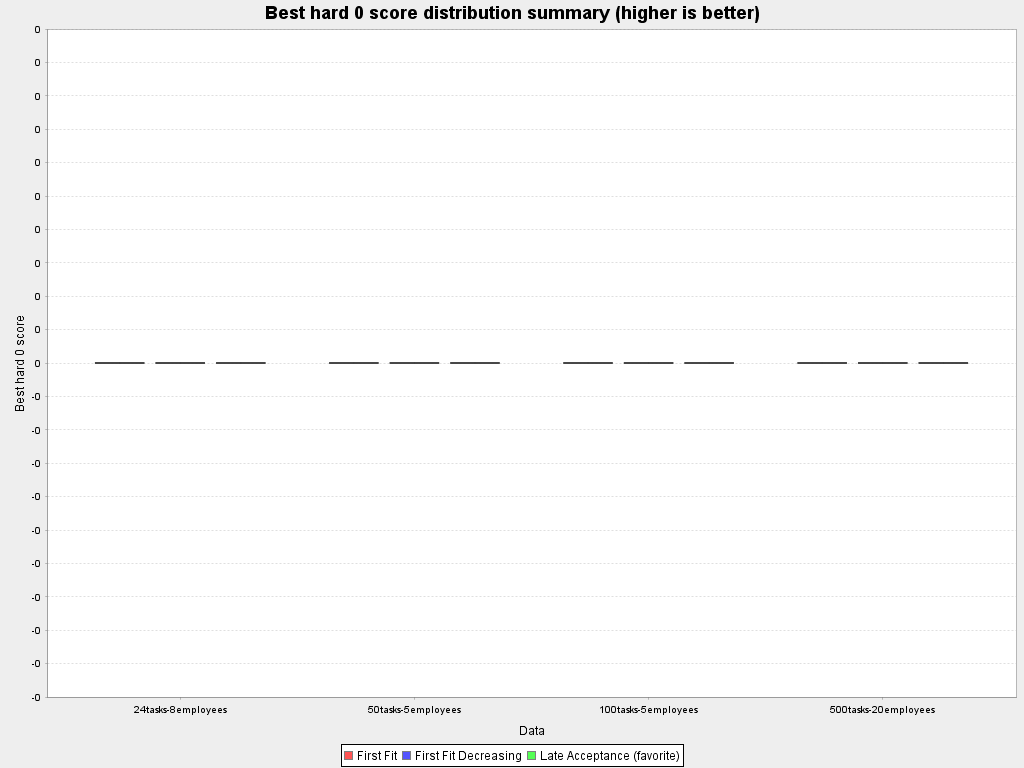 Best hard 0 score distribution summary (higher is better)
0
0
0
0
0
0
0
0
0
0
0
-0
-0
-0
-0
-0
-0
-0
-0
-0
-0
Best hard 0 score
24tasks-8employees
50tasks-5employees
100tasks-5employees
500tasks-20employees
Data
First Fit First Fit Decreasing Late Acceptance (favorite)